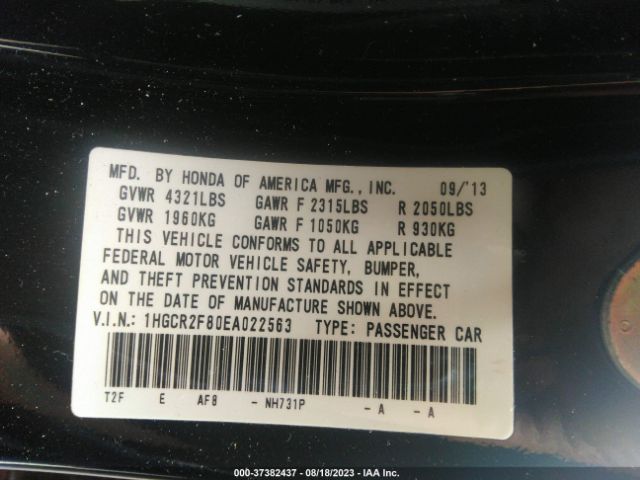 MFD. BY HONDA OF AMERICA MFG., INC. 09/'13
GVWR 4321LBS GAWR F 2315LBS R 2050LBS
GVWR 1960KG GAWR F 1050KG R 930KG
THIS VEHICLE CONFORMS TO ALL APPLICABLE
FEDERAL MOTOR VEHICLE SAFETY, BUMPER,
AND THEFT PREVENTION STANDARDS IN EFFECT
ON THE DATE OF MANUFACTURE SHOWN ABOVE.
V.I.N.: 1HGCR2F80EA022563 TYPE: PASSENGER CAR
T2F E AF8 - NH731P - A - A
000-37382437 - 08/18/2023 - IAA Inc.